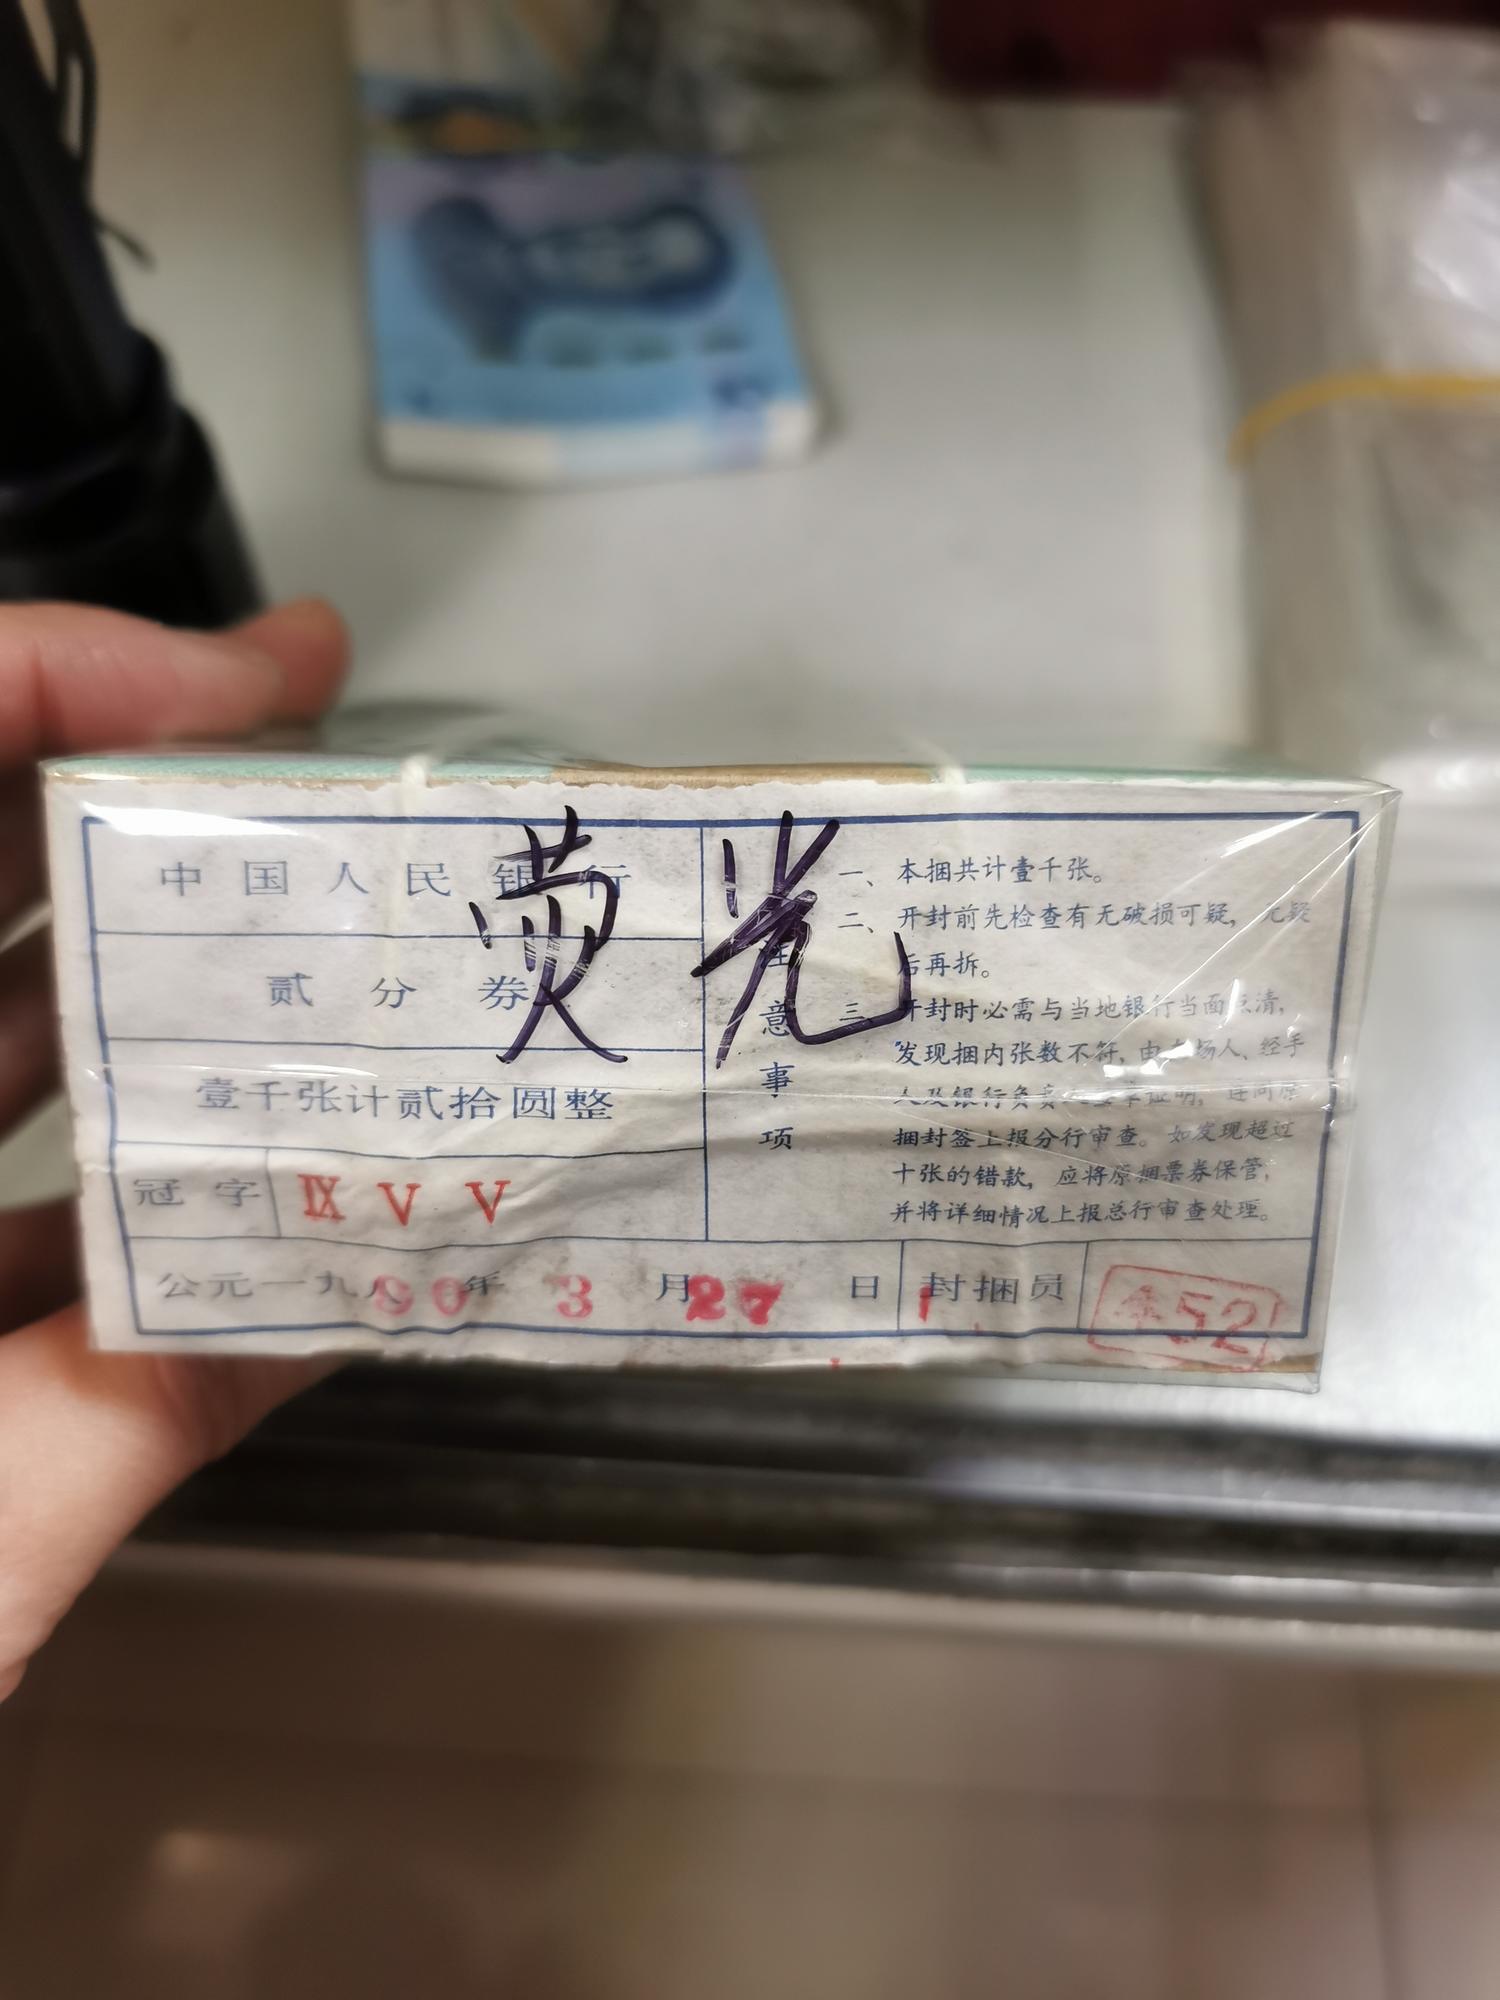 荧光
中国人民银行
贰分券
壹千张计贰拾圆整
冠字 IX V V
注意事项
一、本捆共计壹千张。
二、开封前先检查有无破损可疑，无疑
后再拆。
三、开封时必需与当地银行当面点清，
发现捆内张数不符，由在场人、经手
人及银行负责
证明，连同原
捆封签上报分行审查。如发现超过
十张的错款，应将原捆票券保管，
并将详细情况上报总行审查处理。
公元一九八 90 年 3 月 27 日 封捆员 52